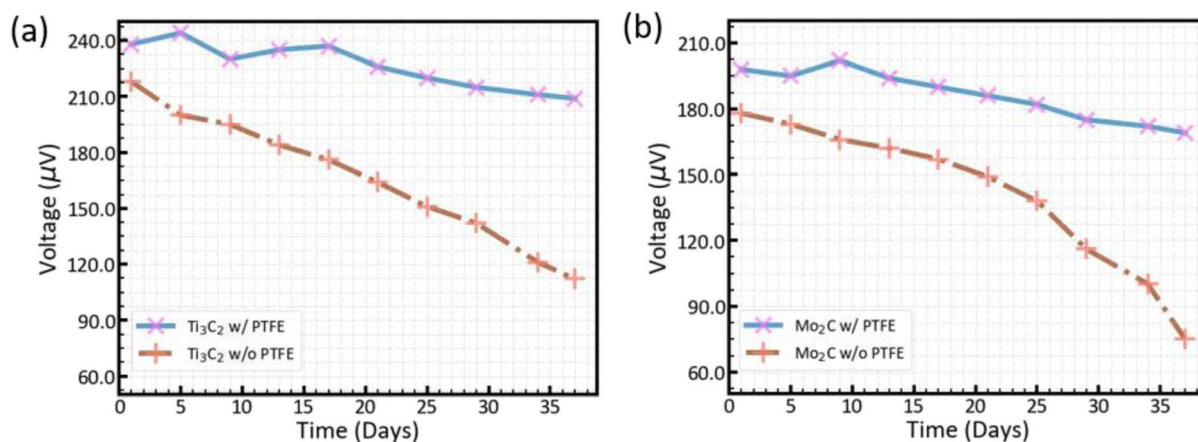 (a)
240.0
210.0
180.0
150.0
120.0
90.0
60.0
Voltage (μV)
Ti₃C₂ w/ PTFE
Ti₃C₂ w/o PTFE
0 5 10 15 20 25 30 35
Time (Days)
(b)
210.0
180.0
150.0
120.0
90.0
60.0
Voltage (μV)
Mo₂C w/ PTFE
Mo₂C w/o PTFE
0 5 10 15 20 25 30 35
Time (Days)